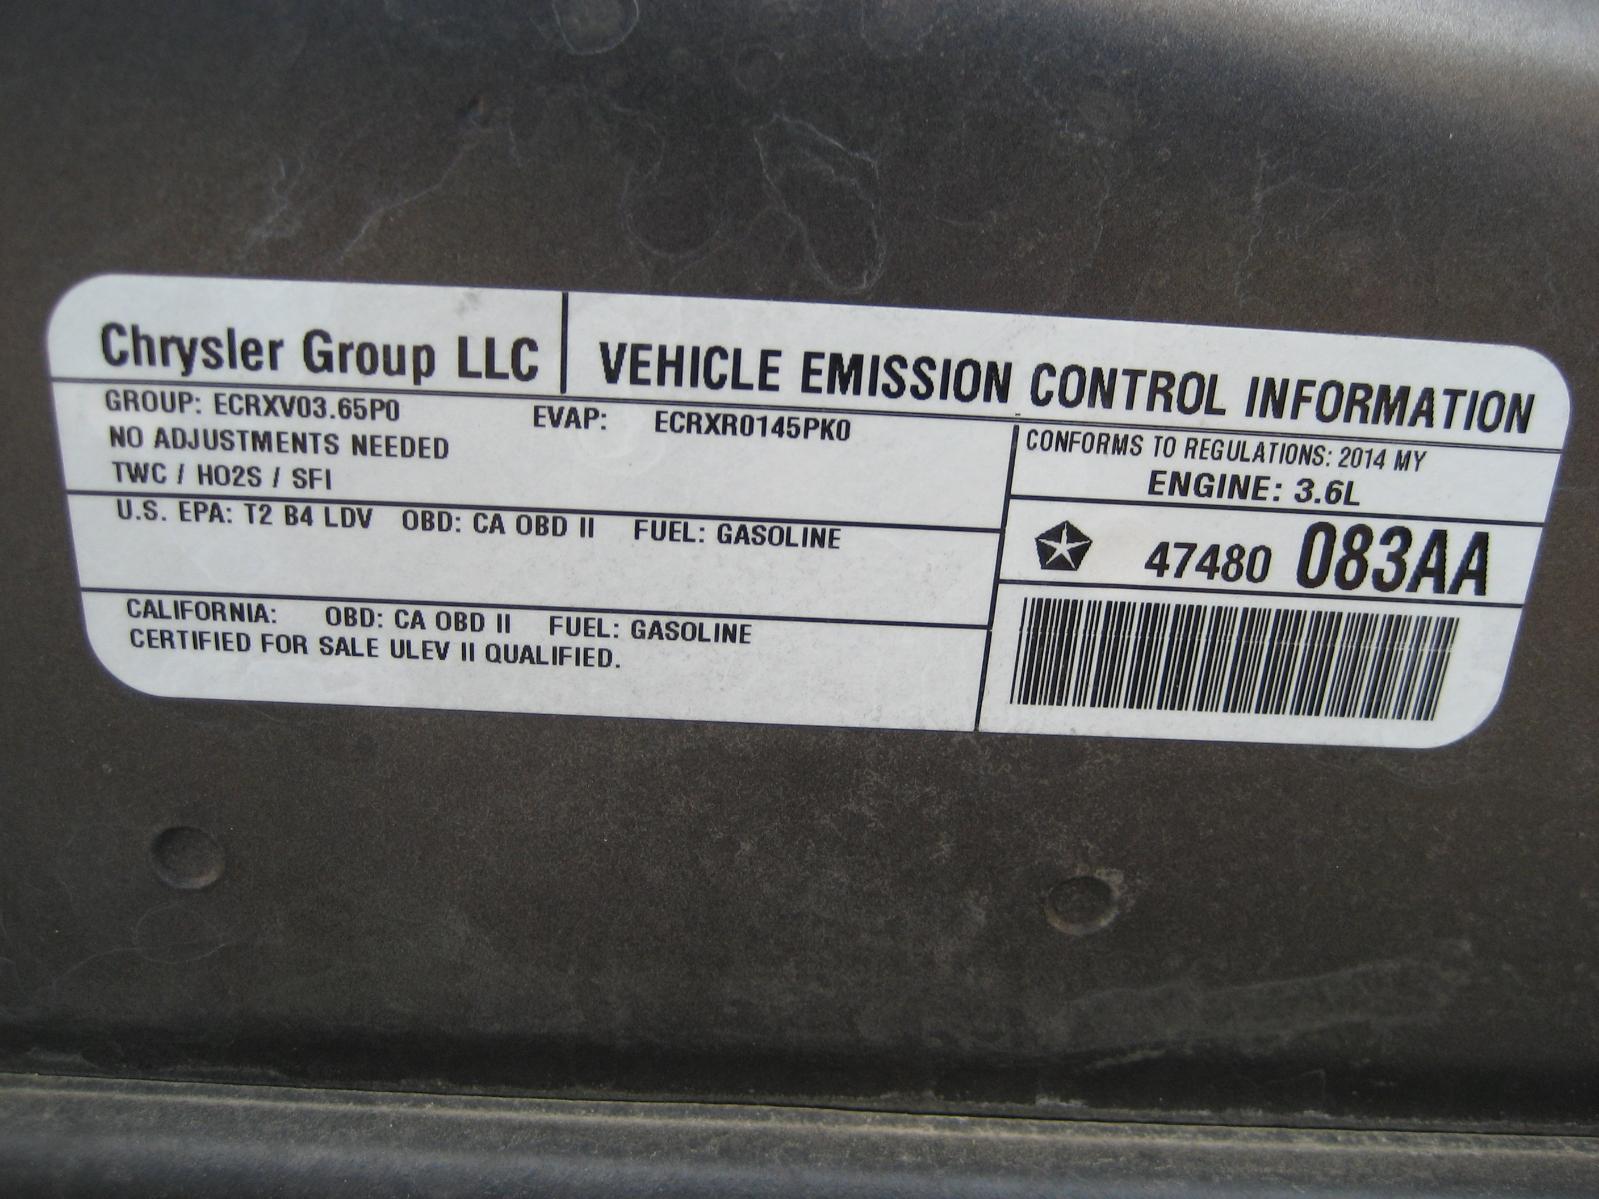 Chrysler Group LLC
VEHICLE EMISSION CONTROL INFORMATION
GROUP: ECRXV03.65P0 EVAP: ECRXR0145PK0
NO ADJUSTMENTS NEEDED
TWC / HO2S / SFI
CONFORMS TO REGULATIONS: 2014 MY
ENGINE: 3.6L
U.S. EPA: T2 B4 LDV OBD: CA OBD II FUEL: GASOLINE
47480 083AA
CALIFORNIA: OBD: CA OBD II FUEL: GASOLINE
CERTIFIED FOR SALE ULEV II QUALIFIED.